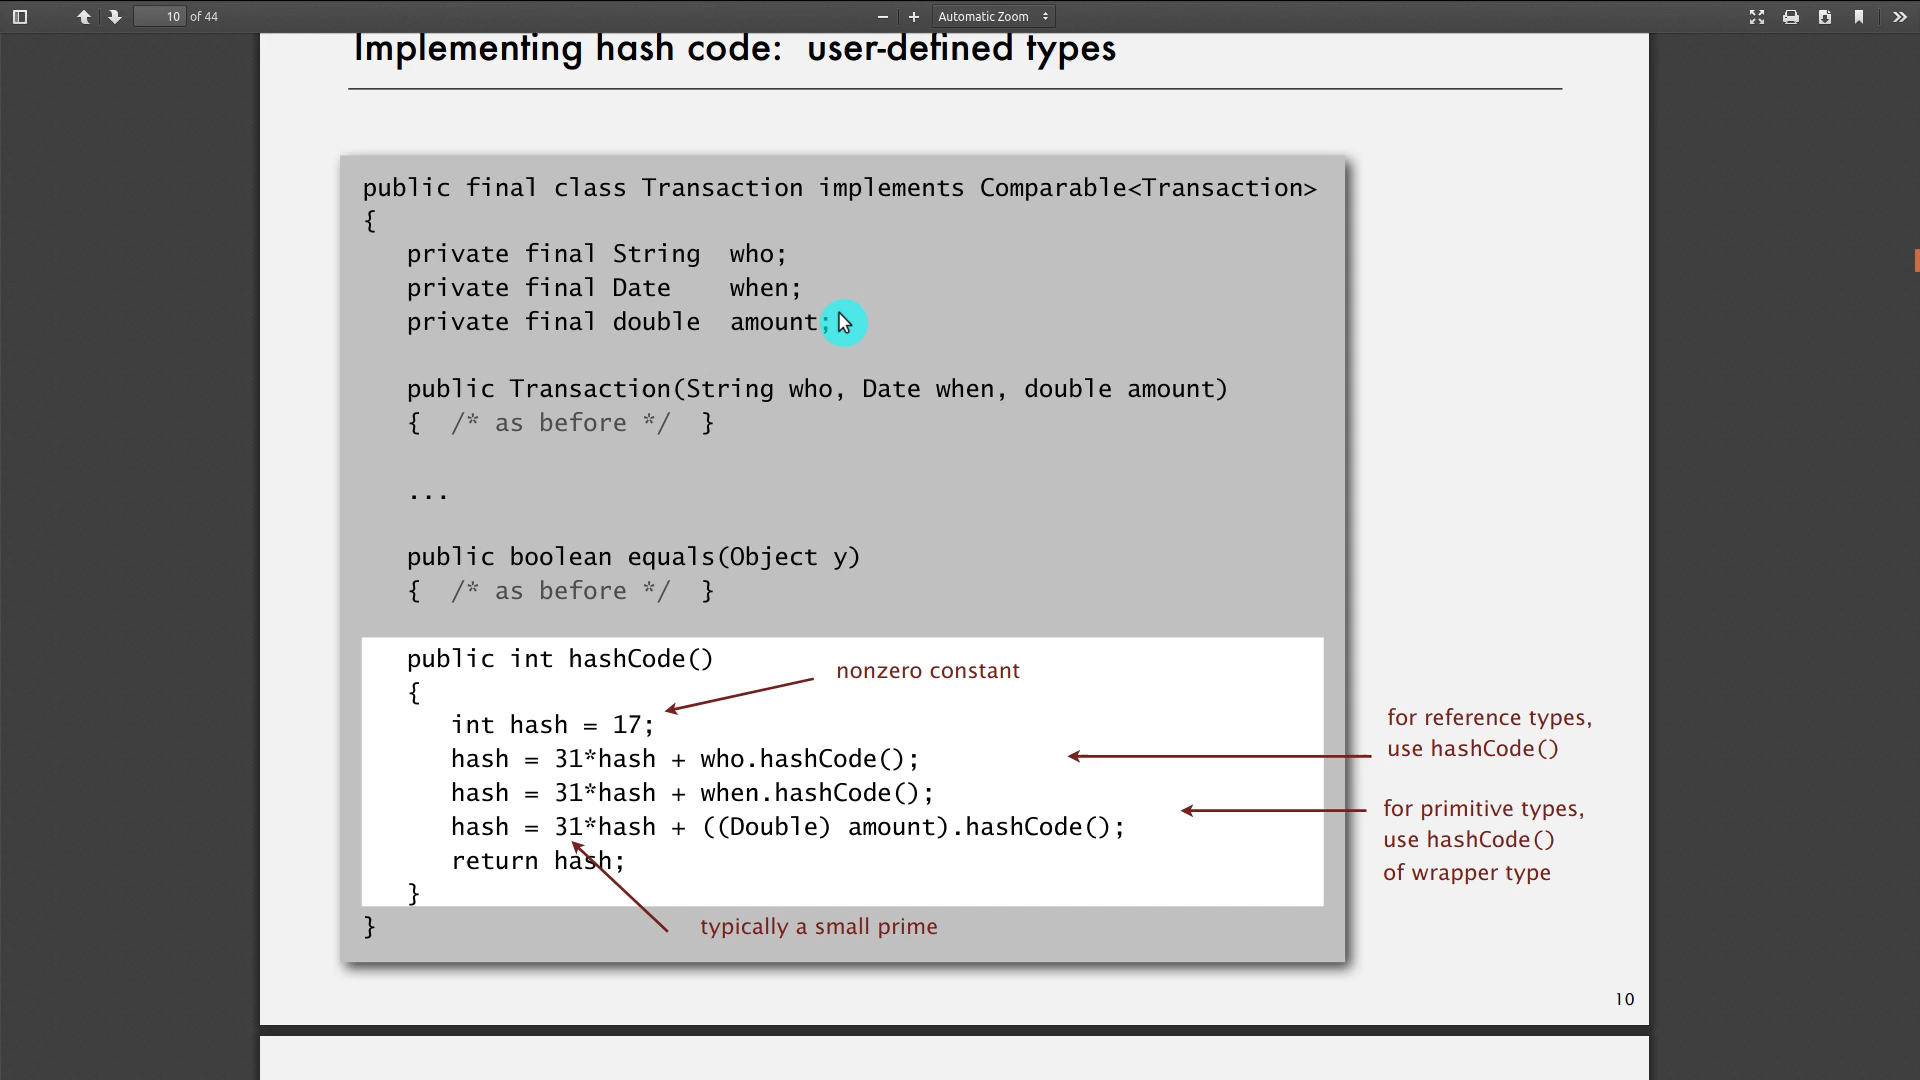 10 of 44
Automatic Zoom
Implementing hash code: user-defined types
public final class Transaction implements Comparable<Transaction>
{
private final String who;
private final Date when;
private final double amount;
public Transaction(String who, Date when, double amount)
{ /* as before */ }
...
public boolean equals(Object y)
{ /* as before */ }
public int hashCode()
nonzero constant
{
int hash = 17;
hash = 31*hash + who.hashCode();
hash = 31*hash + when.hashCode();
hash = 31*hash + ((Double) amount).hashCode();
return hash;
}
}
for reference types,
use hashCode()
for primitive types,
use hashCode()
of wrapper type
typically a small prime
10